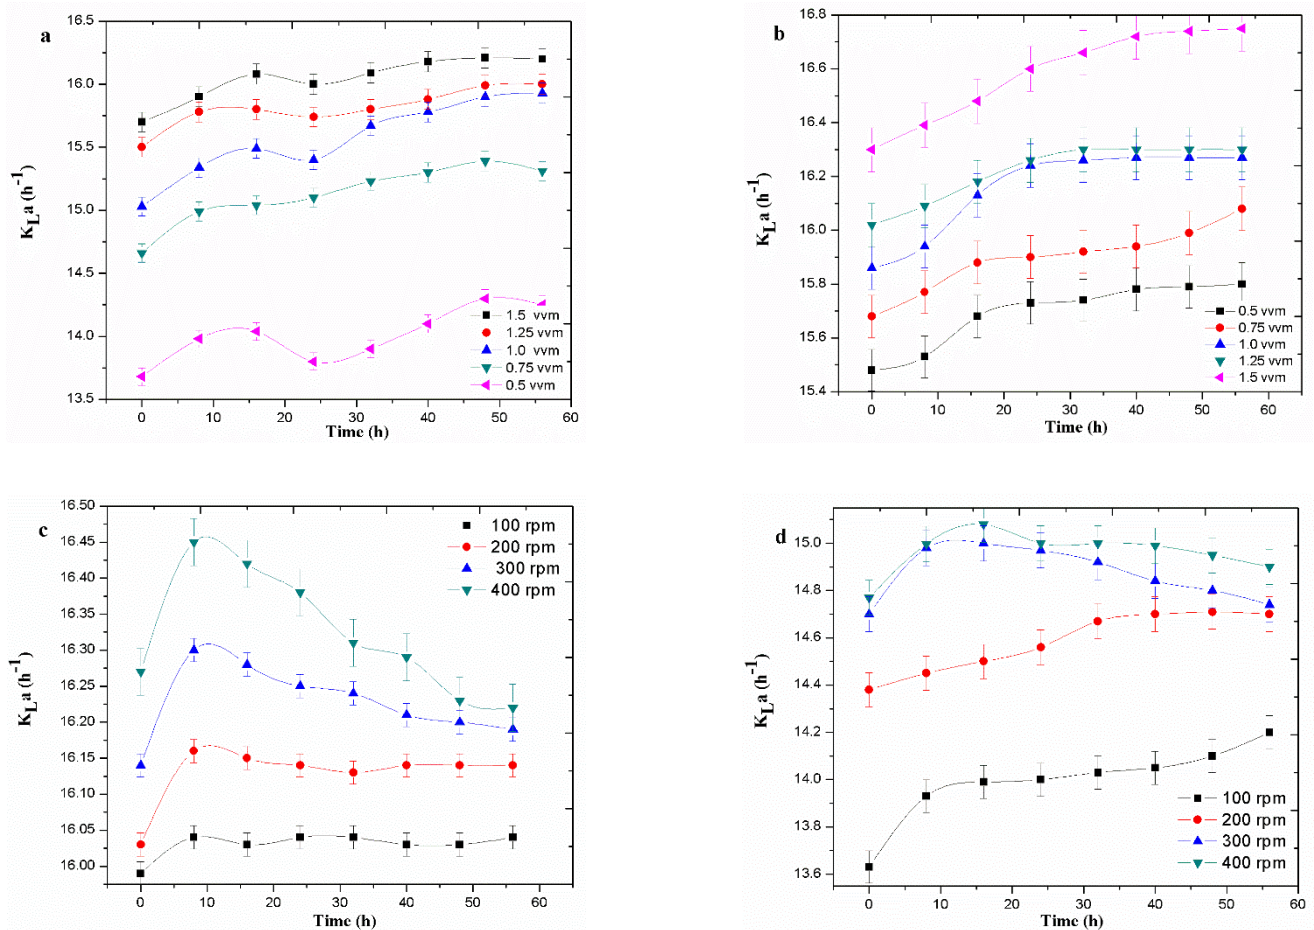 a
16.5
16.0
15.5
15.0
14.5
14.0
13.5
K_L a (h^-1)
1.5 vvm
1.25 vvm
1.0 vvm
0.75 vvm
0.5 vvm
0 10 20 30 40 50 60
Time (h)
b
16.8
16.6
16.4
16.2
16.0
15.8
15.6
15.4
K_L a (h^-1)
0.5 vvm
0.75 vvm
1.0 vvm
1.25 vvm
1.5 vvm
0 10 20 30 40 50 60
Time (h)
c
16.50
16.45
16.40
16.35
16.30
16.25
16.20
16.15
16.10
16.05
16.00
K_L a (h^-1)
100 rpm
200 rpm
300 rpm
400 rpm
0 10 20 30 40 50 60
Time (h)
d
15.0
14.8
14.6
14.4
14.2
14.0
13.8
13.6
K_L a (h^-1)
100 rpm
200 rpm
300 rpm
400 rpm
0 10 20 30 40 50 60
Time (h)